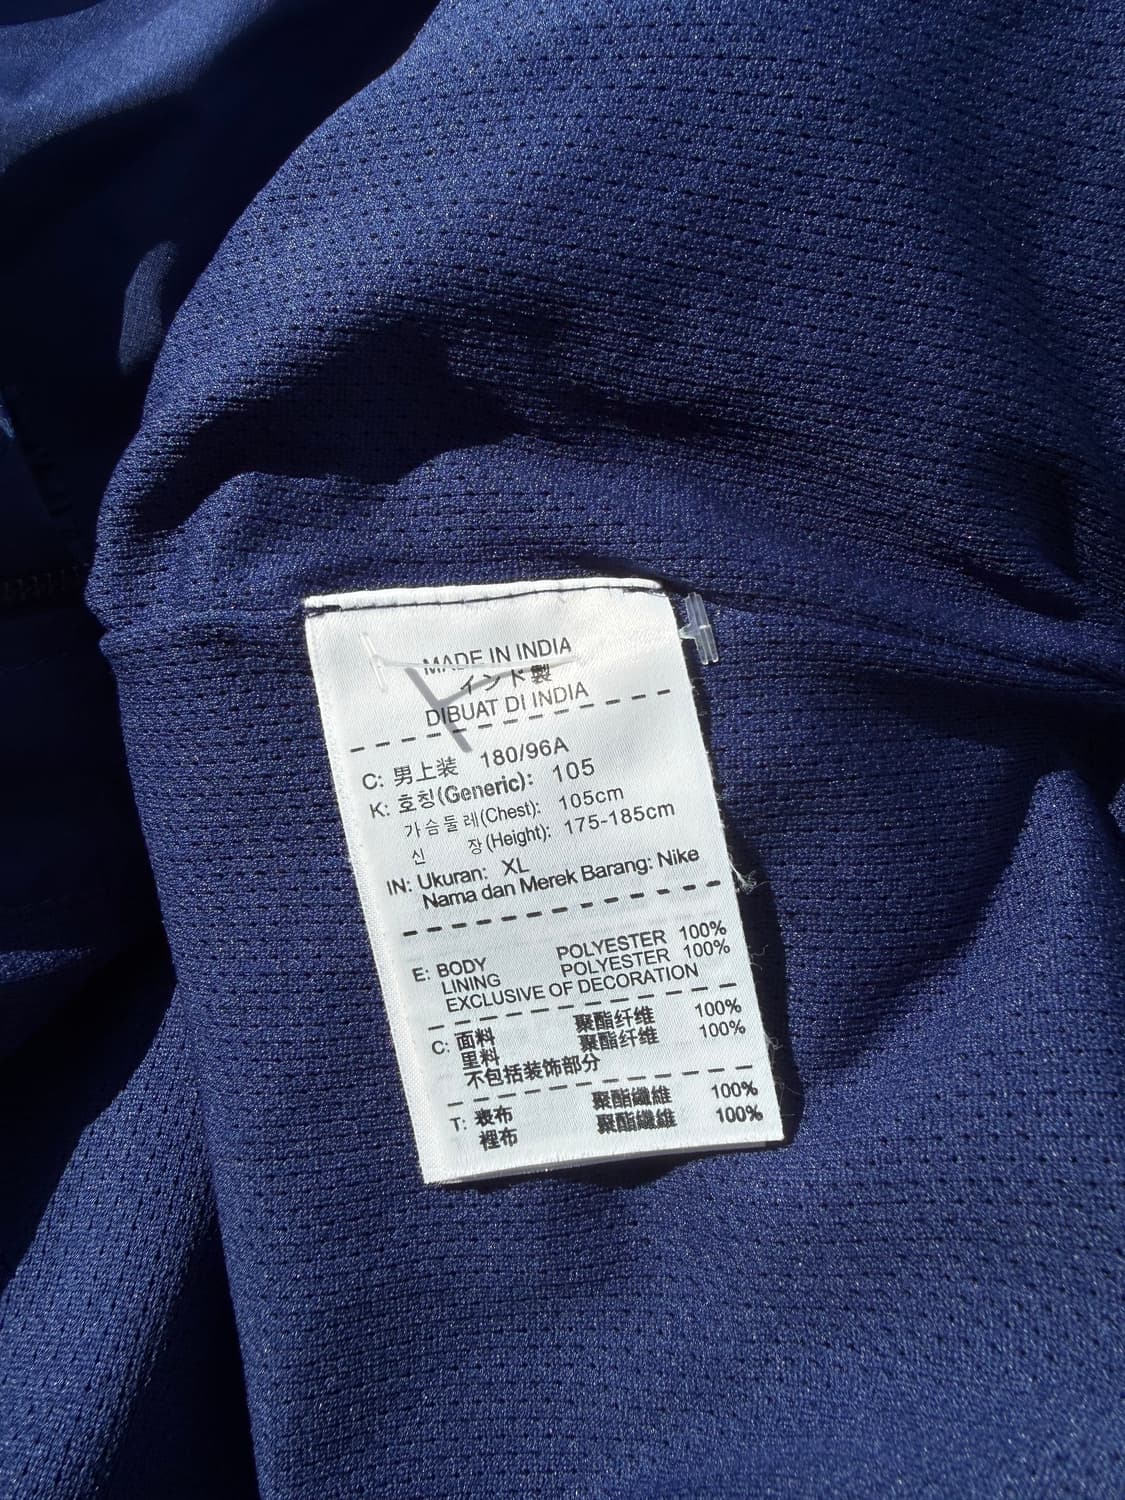 MADE IN INDIA
インド製
DIBUAT DI INDIA
C: 男上装 180/96A
K: 호칭(Generic): 105
가슴둘레(Chest): 105cm
신 장(Height): 175-185cm
IN: Ukuran: XL
Nama dan Merek Barang: Nike
E: BODY POLYESTER 100%
LINING POLYESTER 100%
EXCLUSIVE OF DECORATION
C: 面料 聚酯纤维 100%
里料 聚酯纤维 100%
不包括装饰部分
T: 表布 聚酯纖維 100%
裡布 聚酯纖維 100%